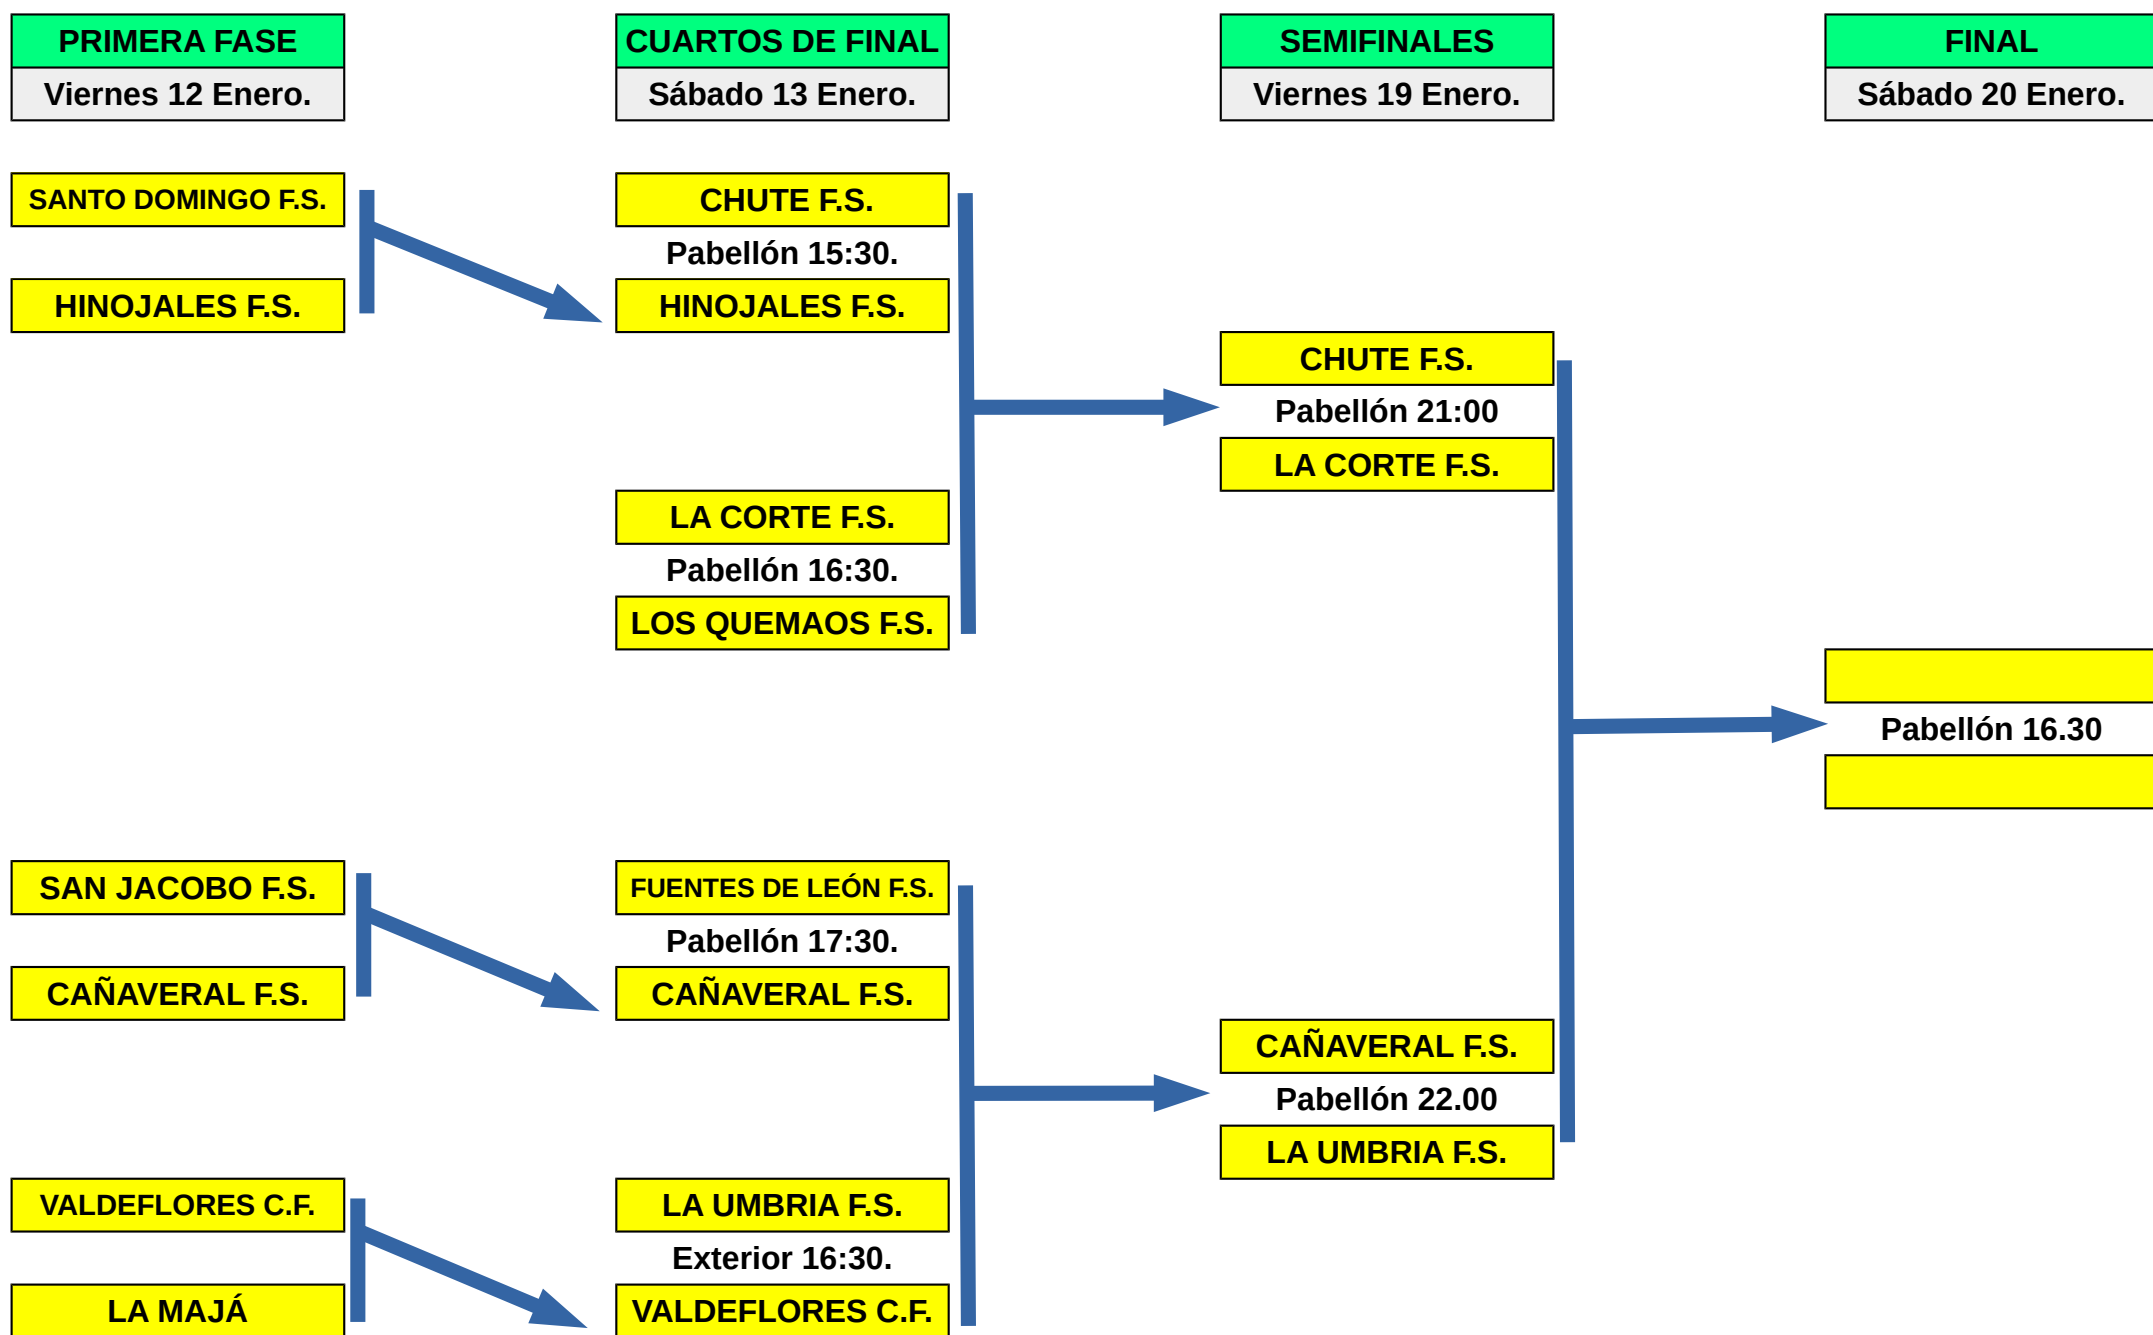 PRIMERA FASE
Viernes 12 Enero.
SANTO DOMINGO F.S.
HINOJALES F.S.
SAN JACOBO F.S.
CAÑAVERAL F.S.
VALDEFLORES C.F.
LA MAJÁ
CUARTOS DE FINAL
Sábado 13 Enero.
CHUTE F.S.
Pabellón 15:30.
HINOJALES F.S.
LA CORTE F.S.
Pabellón 16:30.
LOS QUEMAOS F.S.
FUENTES DE LEÓN F.S.
Pabellón 17:30.
CAÑAVERAL F.S.
LA UMBRIA F.S.
Exterior 16:30.
VALDEFLORES C.F.
SEMIFINALES
Viernes 19 Enero.
CHUTE F.S.
Pabellón 21:00
LA CORTE F.S.
CAÑAVERAL F.S.
Pabellón 22.00
LA UMBRIA F.S.
FINAL
Sábado 20 Enero.
Pabellón 16.30